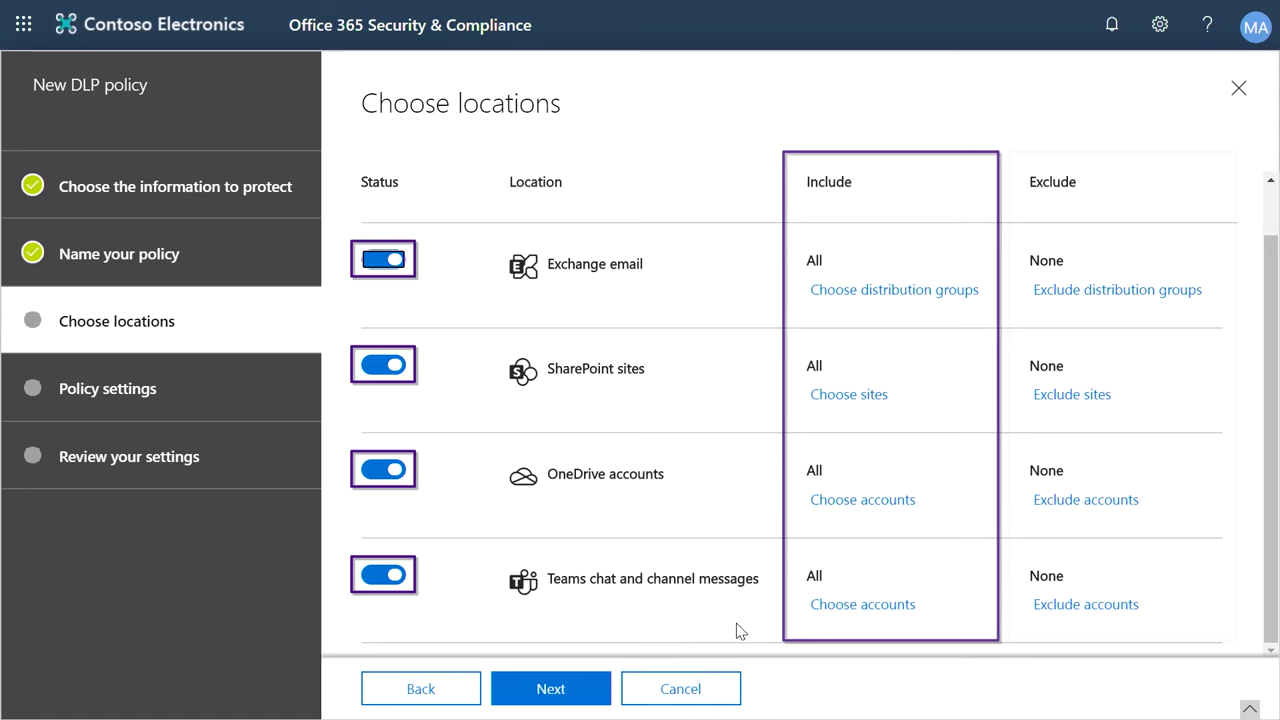 Contoso Electronics
Office 365 Security & Compliance
?
MA
New DLP policy
Choose the information to protect
Name your policy
Choose locations
Policy settings
Review your settings
Choose locations
Status Location Include Exclude
Exchange email All None
Choose distribution groups Exclude distribution groups
SharePoint sites All None
Choose sites Exclude sites
OneDrive accounts All None
Choose accounts Exclude accounts
Teams chat and channel messages All None
Choose accounts Exclude accounts
Back Next Cancel